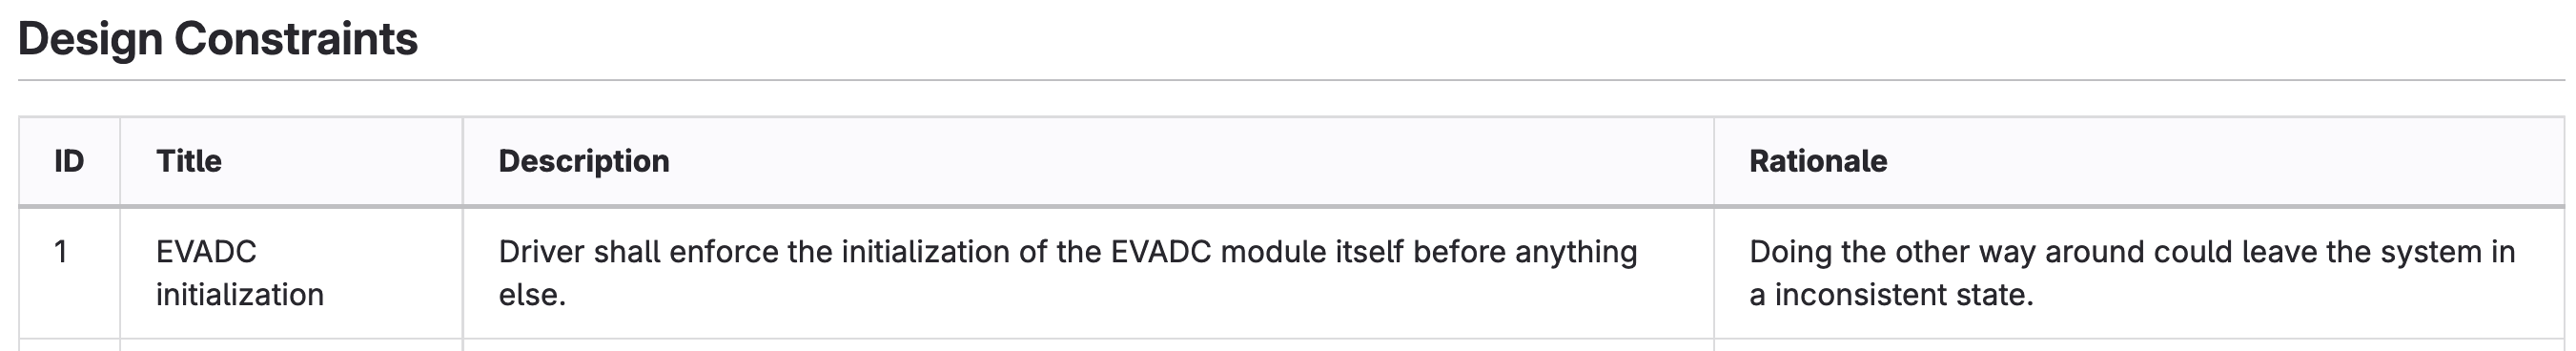 Design Constraints
ID Title Description Rationale
1 EVADC initialization Driver shall enforce the initialization of the EVADC module itself before anything else. Doing the other way around could leave the system in a inconsistent state.